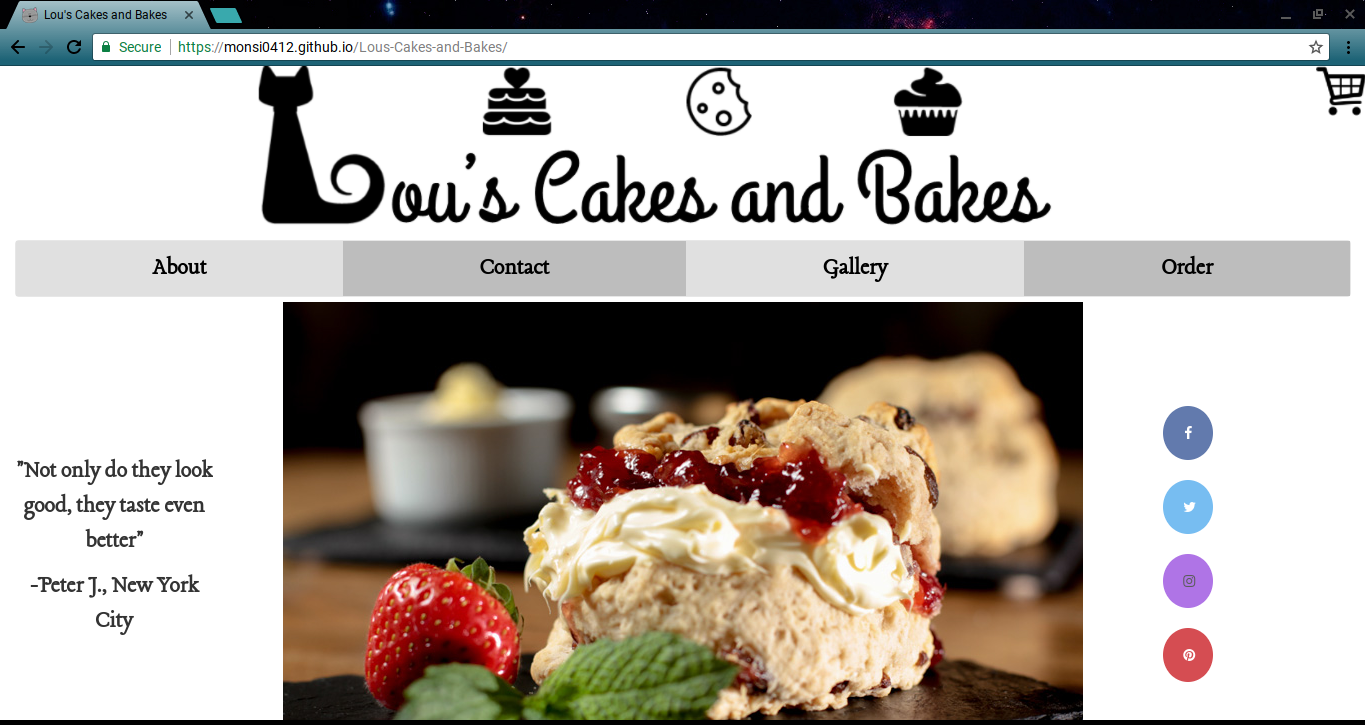 Lou's Cakes and Bakes
Secure https://monsi0412.github.io/Lous-Cakes-and-Bakes/
Lou's Cakes and Bakes
About Contact Gallery Order
"Not only do they look
good, they taste even
better"
-Peter J., New York
City